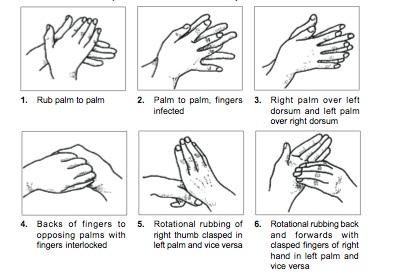 1. Rub palm to palm
2. Palm to palm, fingers
infected
3. Right palm over left
dorsum and left palm
over right dorsum
4. Backs of fingers to
opposing palms with
fingers interlocked
5. Rotational rubbing of
right thumb clasped in
left palm and vice versa
6. Rotational rubbing back
and forwards with
clasped fingers of right
hand in left palm and
vice versa